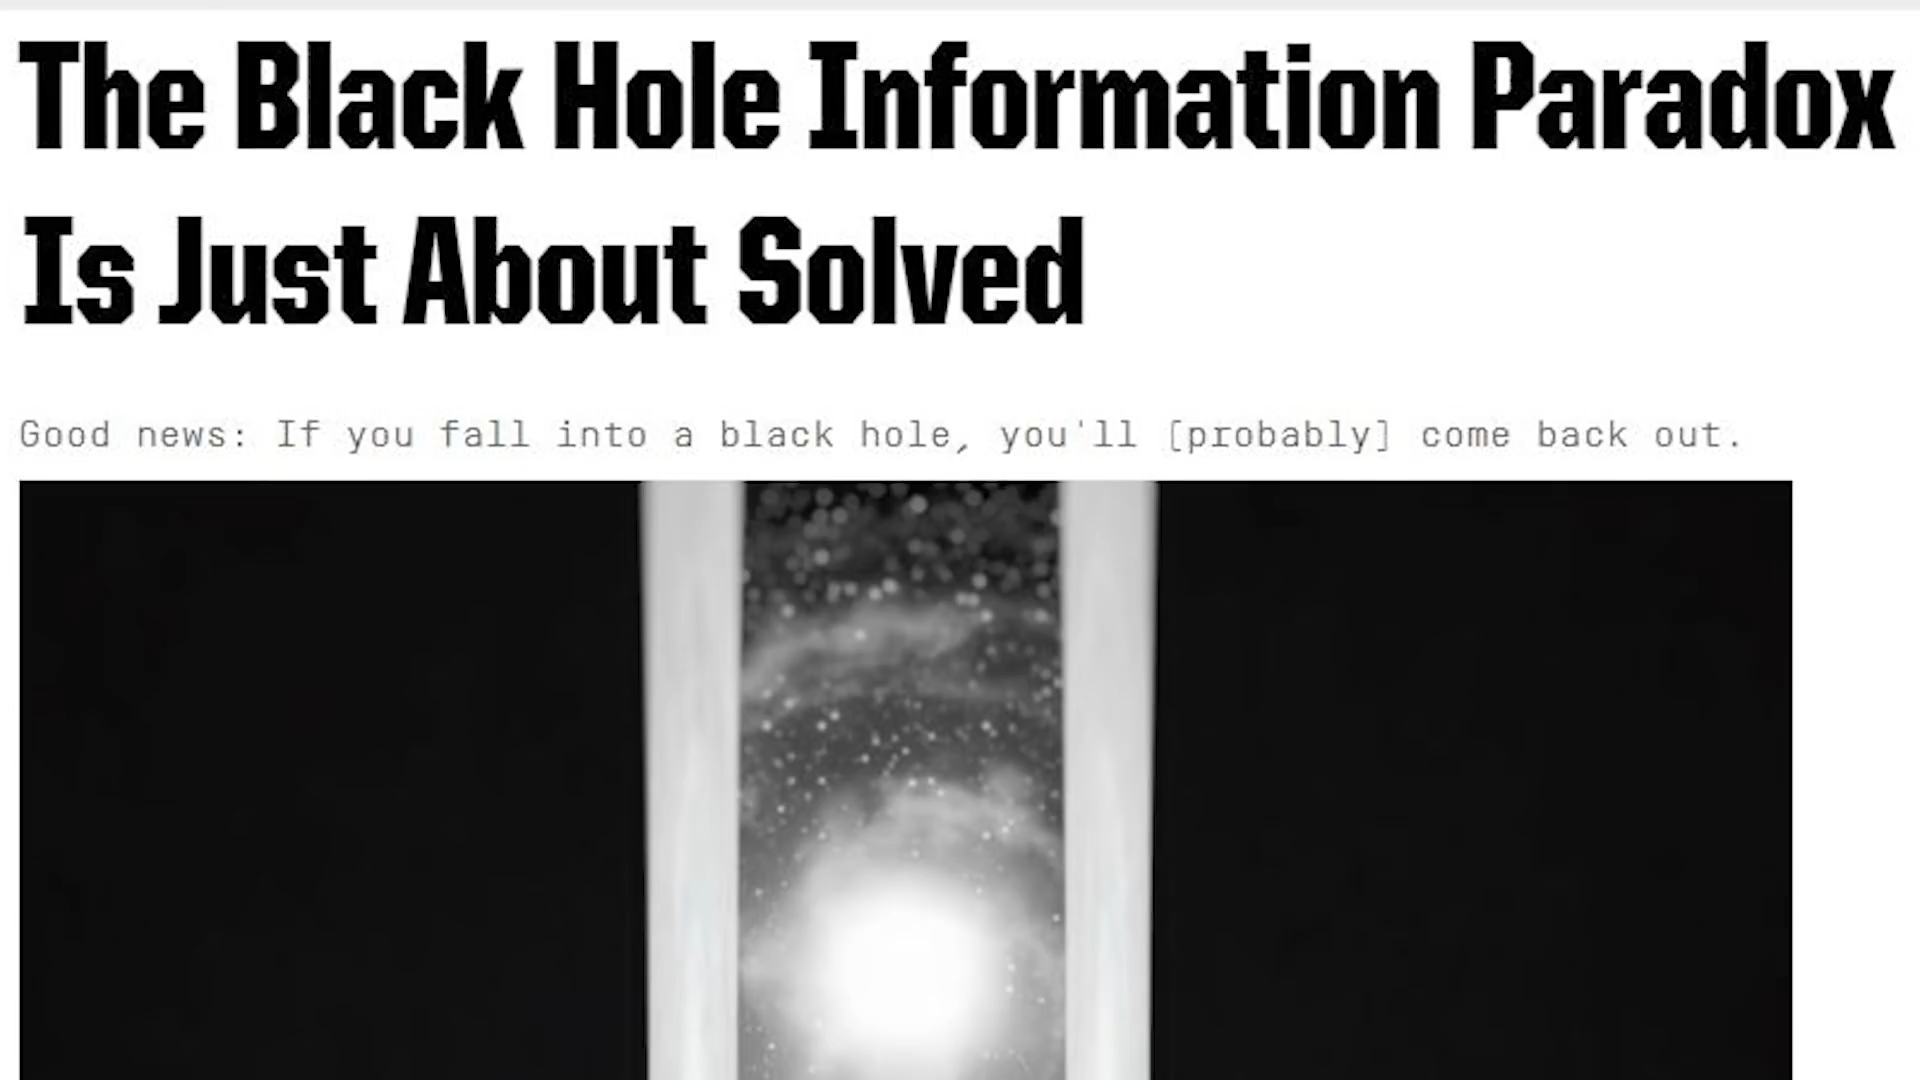 The Black Hole Information Paradox
Is Just About Solved
Good news: If you fall into a black hole, you'll [probably] come back out.